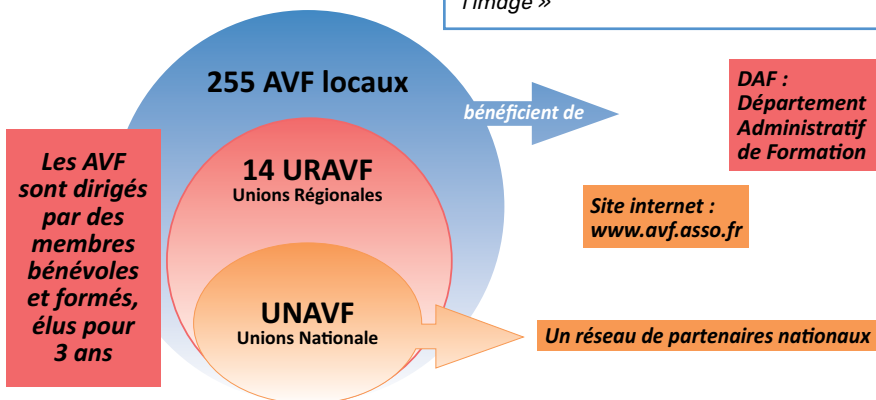 l'image »
255 AVF locaux
bénéficient de
DAF :
Département
Administratif
de Formation
Les AVF
sont dirigés
par des
membres
bénévoles
et formés,
élus pour
3 ans
14 URAVF
Unions Régionales
Site internet :
www.avf.asso.fr
UNAVF
Unions Nationale
Un réseau de partenaires nationaux